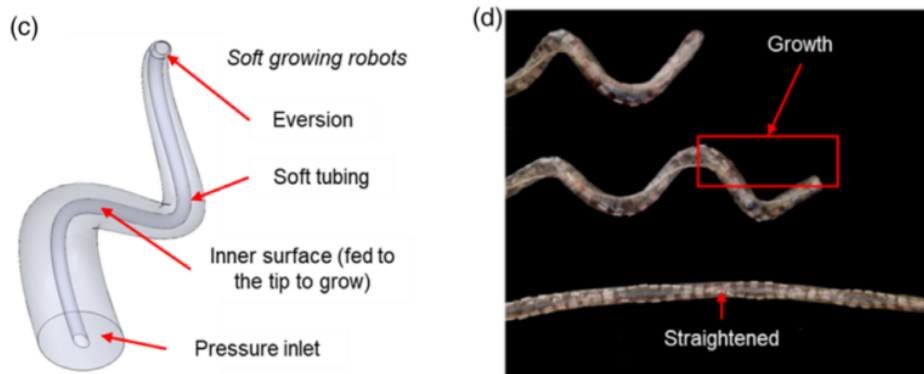 (c)
Soft growing robots
Eversion
Soft tubing
Inner surface (fed to
the tip to grow)
Pressure inlet
(d)
Growth
Straightened